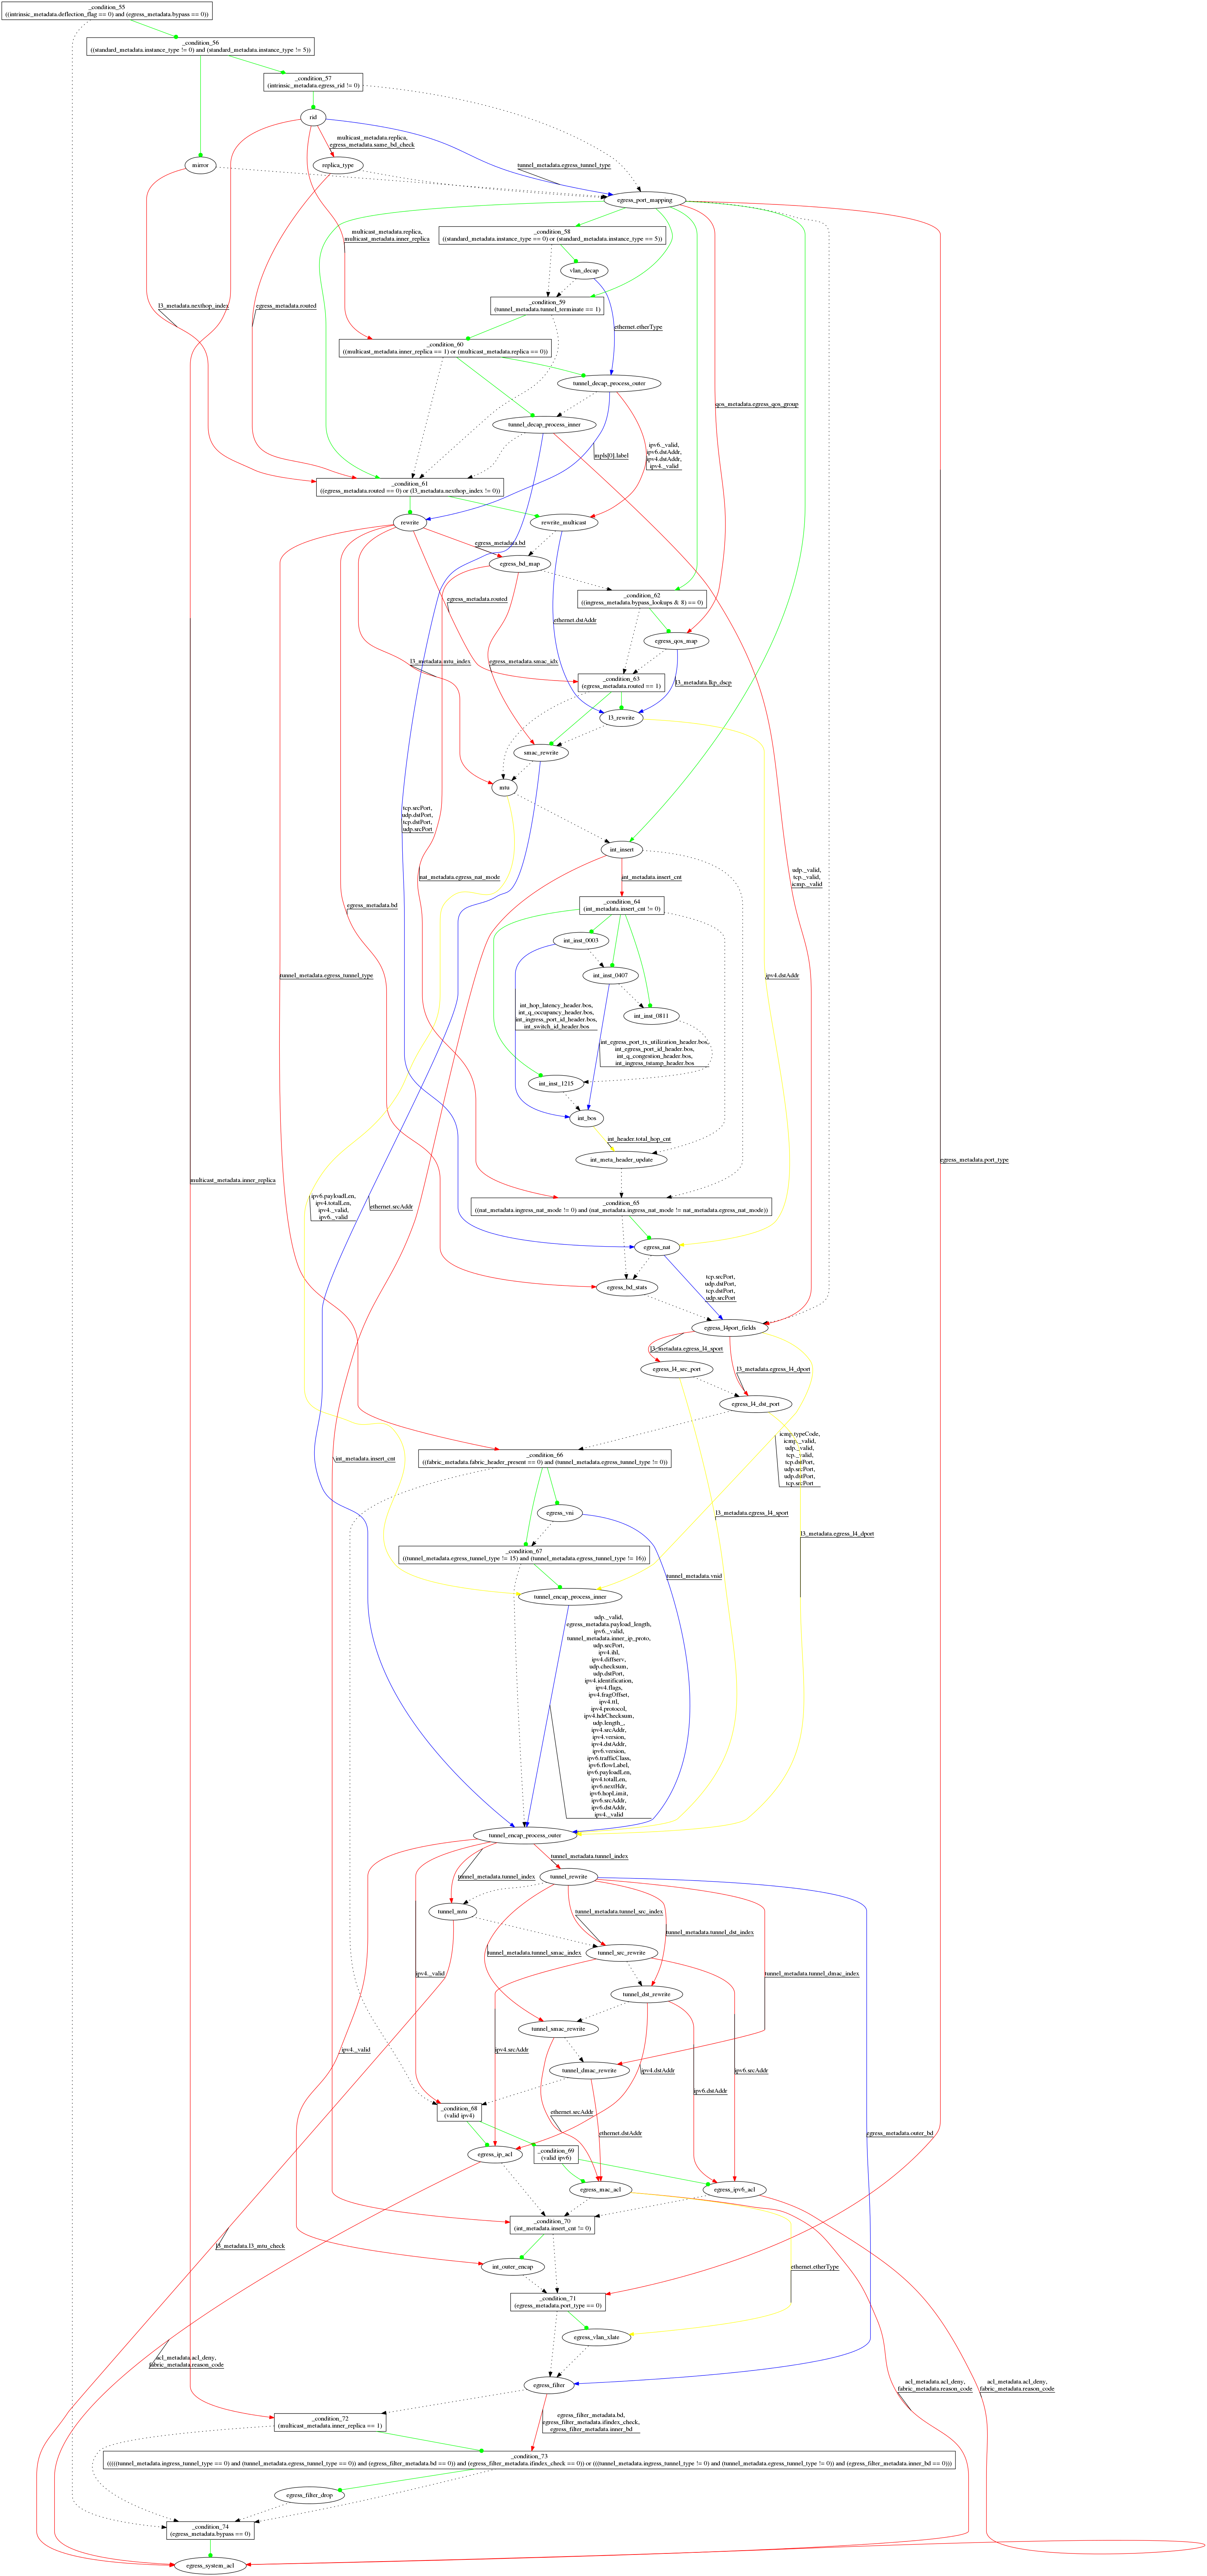 _condition_55
((intrinsic_metadata.deflection_flag == 0) and (egress_metadata.bypass == 0))
_condition_56
((standard_metadata.instance_type != 0) and (standard_metadata.instance_type != 5))
_condition_57
(intrinsic_metadata.egress_rid != 0)
rid
multicast_metadata.replica,
egress_metadata.same_bd_check
mirror
replica_type
tunnel_metadata.egress_tunnel_type
egress_port_mapping
multicast_metadata.replica,
multicast_metadata.inner_replica
_condition_58
((standard_metadata.instance_type == 0) or (standard_metadata.instance_type == 5))
vlan_decap
l3_metadata.nexthop_index
egress_metadata.routed
_condition_59
(tunnel_metadata.tunnel_terminate == 1)
ethernet.etherType
_condition_60
((multicast_metadata.inner_replica == 1) or (multicast_metadata.replica == 0))
tunnel_decap_process_outer
qos_metadata.egress_qos_group
tunnel_decap_process_inner
mpls[0].label
ipv6._valid,
ipv6.dstAddr,
ipv4.dstAddr,
ipv4._valid
_condition_61
((egress_metadata.routed == 0) or (l3_metadata.nexthop_index != 0))
rewrite
rewrite_multicast
egress_metadata.bd
egress_bd_map
egress_metadata.routed
_condition_62
((ingress_metadata.bypass_lookups & 8) == 0)
ethernet.dstAddr
egress_qos_map
l3_metadata.mtu_index
egress_metadata.smac_idx
_condition_63
(egress_metadata.routed == 1)
l3_metadata.lkp_dscp
l3_rewrite
smac_rewrite
mtu
tcp.srcPort,
udp.dstPort,
tcp.dstPort,
udp.srcPort
int_insert
nat_metadata.egress_nat_mode
int_metadata.insert_cnt
udp._valid,
tcp._valid,
icmp._valid
egress_metadata.bd
_condition_64
(int_metadata.insert_cnt != 0)
int_inst_0003
tunnel_metadata.egress_tunnel_type
int_inst_0407
ipv4.dstAddr
int_hop_latency_header.bos,
int_q_occupancy_header.bos,
int_ingress_port_id_header.bos,
int_switch_id_header.bos
int_inst_0811
int_egress_port_tx_utilization_header.bos,
int_egress_port_id_header.bos,
int_q_congestion_header.bos,
int_ingress_tstamp_header.bos
int_inst_1215
int_bos
int_header.total_hop_cnt
int_meta_header_update
egress_metadata.port_type
multicast_metadata.inner_replica
ipv6.payloadLen,
ipv4.totalLen,
ipv4._valid,
ipv6._valid
ethernet.srcAddr
_condition_65
((nat_metadata.ingress_nat_mode != 0) and (nat_metadata.ingress_nat_mode != nat_metadata.egress_nat_mode))
egress_nat
egress_bd_stats
tcp.srcPort,
udp.dstPort,
tcp.dstPort,
udp.srcPort
egress_l4port_fields
l3_metadata.egress_l4_sport
egress_l4_src_port
l3_metadata.egress_l4_dport
egress_l4_dst_port
int_metadata.insert_cnt
_condition_66
((fabric_metadata.fabric_header_present == 0) and (tunnel_metadata.egress_tunnel_type != 0))
icmp.typeCode,
icmp._valid,
udp._valid,
tcp._valid,
tcp.dstPort,
udp.srcPort,
udp.dstPort,
tcp.srcPort
egress_vni
l3_metadata.egress_l4_sport
l3_metadata.egress_l4_dport
_condition_67
((tunnel_metadata.egress_tunnel_type != 15) and (tunnel_metadata.egress_tunnel_type != 16))
tunnel_metadata.vnid
tunnel_encap_process_inner
udp._valid,
egress_metadata.payload_length,
ipv6._valid,
tunnel_metadata.inner_ip_proto,
udp.srcPort,
ipv4.ihl,
ipv4.diffserv,
udp.checksum,
udp.dstPort,
ipv4.identification,
ipv4.flags,
ipv4.fragOffset,
ipv4.ttl,
ipv4.protocol,
ipv4.hdrChecksum,
udp.length_,
ipv4.srcAddr,
ipv4.version,
ipv4.dstAddr,
ipv6.version,
ipv6.trafficClass,
ipv6.flowLabel,
ipv6.payloadLen,
ipv4.totalLen,
ipv6.nextHdr,
ipv6.hopLimit,
ipv6.srcAddr,
ipv6.dstAddr,
ipv4._valid
tunnel_encap_process_outer
tunnel_metadata.tunnel_index
tunnel_metadata.tunnel_index
tunnel_rewrite
tunnel_mtu
tunnel_metadata.tunnel_src_index
tunnel_metadata.tunnel_dst_index
tunnel_metadata.tunnel_smac_index
tunnel_src_rewrite
ipv4._valid
tunnel_metadata.tunnel_dmac_index
tunnel_dst_rewrite
tunnel_smac_rewrite
ipv4._valid
ipv4.srcAddr
tunnel_dmac_rewrite
ipv4.dstAddr
ipv6.srcAddr
ipv6.dstAddr
_condition_68
(valid ipv4)
ethernet.srcAddr
ethernet.dstAddr
egress_metadata.outer_bd
egress_ip_acl
_condition_69
(valid ipv6)
egress_mac_acl
egress_ipv6_acl
_condition_70
(int_metadata.insert_cnt != 0)
l3_metadata.l3_mtu_check
int_outer_encap
ethernet.etherType
_condition_71
(egress_metadata.port_type == 0)
egress_vlan_xlate
acl_metadata.acl_deny,
fabric_metadata.reason_code
egress_filter
acl_metadata.acl_deny,
fabric_metadata.reason_code
acl_metadata.acl_deny,
fabric_metadata.reason_code
_condition_72
(multicast_metadata.inner_replica == 1)
egress_filter_metadata.bd,
egress_filter_metadata.ifindex_check,
egress_filter_metadata.inner_bd
_condition_73
(((((tunnel_metadata.ingress_tunnel_type == 0) and (tunnel_metadata.egress_tunnel_type == 0)) and (egress_filter_metadata.bd == 0)) and (egress_filter_metadata.ifindex_check == 0)) or (((tunnel_metadata.ingress_tunnel_type != 0) and (tunnel_metadata.egress_tunnel_type != 0)) and (egress_filter_metadata.inner_bd == 0)))
egress_filter_drop
_condition_74
(egress_metadata.bypass == 0)
egress_system_acl